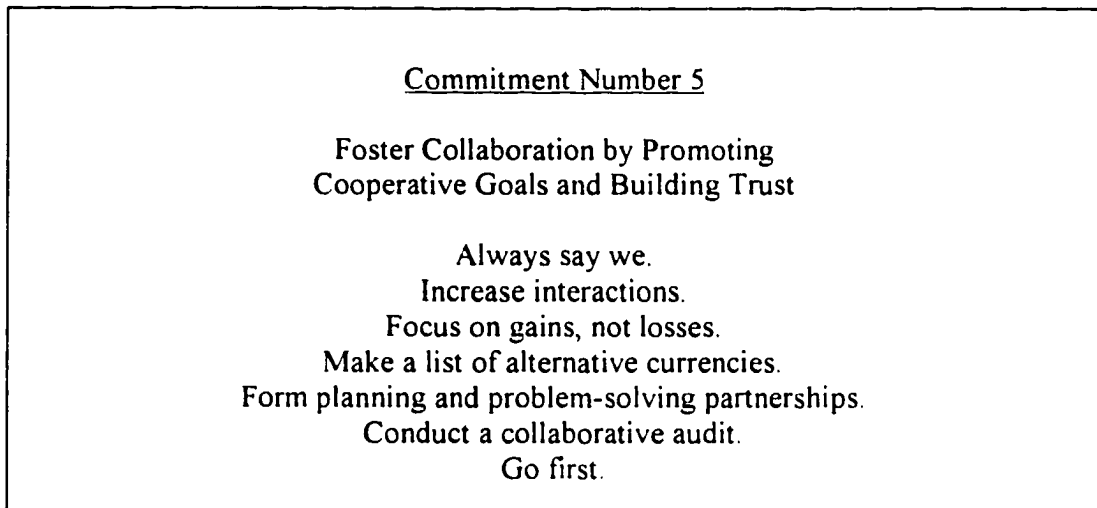 Commitment Number 5
Foster Collaboration by Promoting
Cooperative Goals and Building Trust
Always say we.
Increase interactions.
Focus on gains, not losses.
Make a list of alternative currencies.
Form planning and problem-solving partnerships.
Conduct a collaborative audit.
Go first.